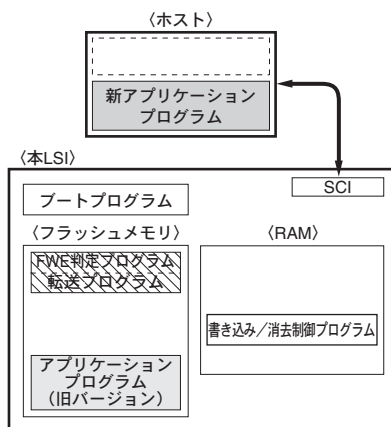 〈ホスト〉
新アプリケーション
プログラム
〈本LSI〉
SCI
ブートプログラム
〈フラッシュメモリ〉
FWE判定プログラム
転送プログラム
アプリケーション
プログラム
（旧バージョン）
〈RAM〉
書き込み／消去制御プログラム